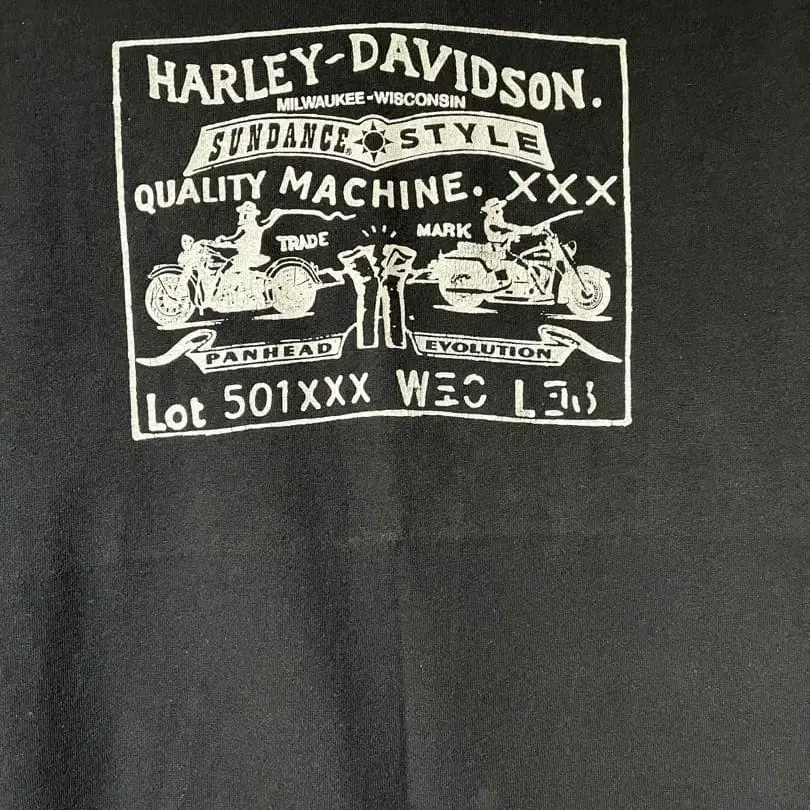 HARLEY-DAVIDSON.
MILWAUKEE-WISCONSIN
SUNDANCE® STYLE
QUALITY MACHINE. XXX
TRADE MARK
PANHEAD EVOLUTION
Lot 501XXX